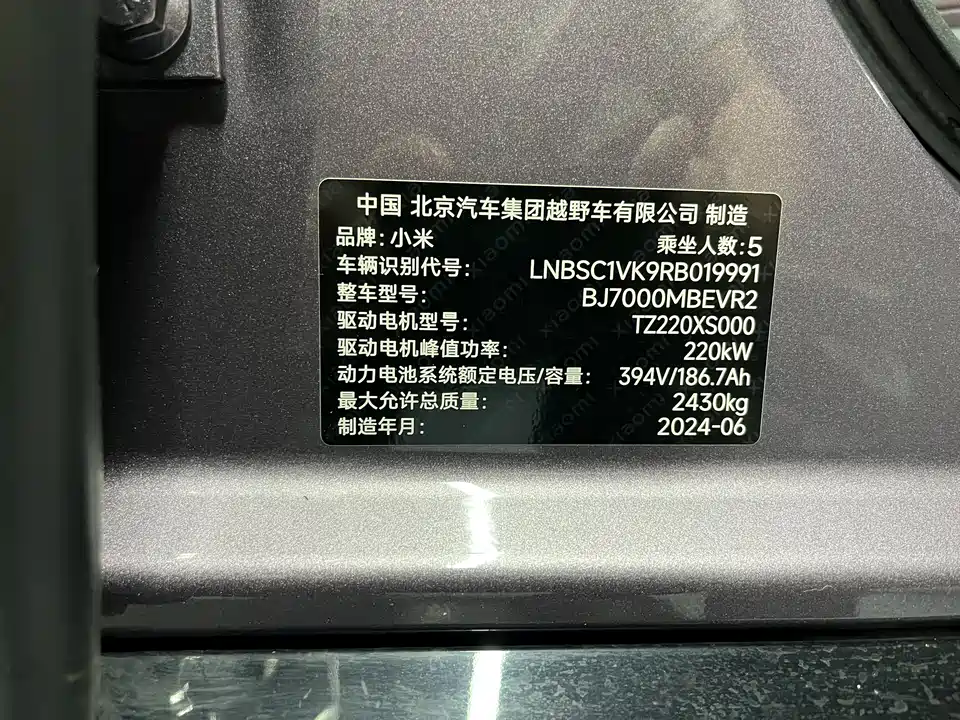 中国 北京汽车集团越野车有限公司 制造
品牌: 小米 乘坐人数: 5
车辆识别代号: LNBSC1VK9RB019991
整车型号: BJ7000MBEVR2
驱动电机型号: TZ220XS000
驱动电机峰值功率: 220kW
动力电池系统额定电压/容量: 394V/186.7Ah
最大允许总质量: 2430kg
制造年月: 2024-06